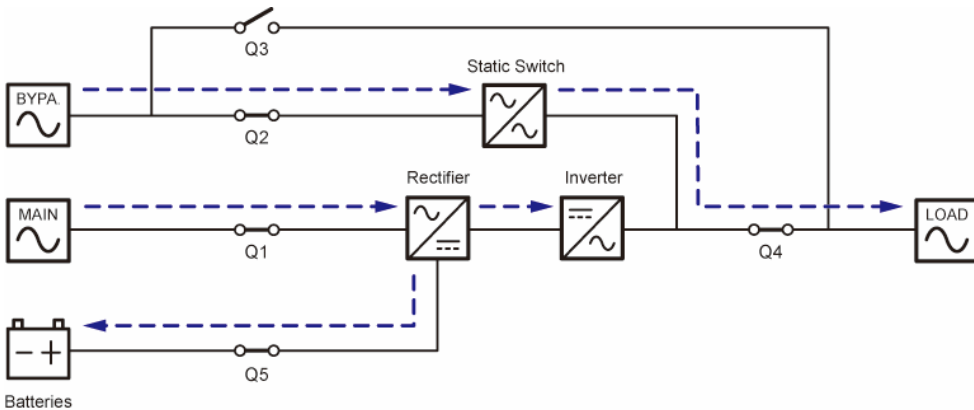 Q3
Static Switch
BYPA.
Q2
Rectifier
Inverter
MAIN
LOAD
Q1
Q4
Q5
Batteries